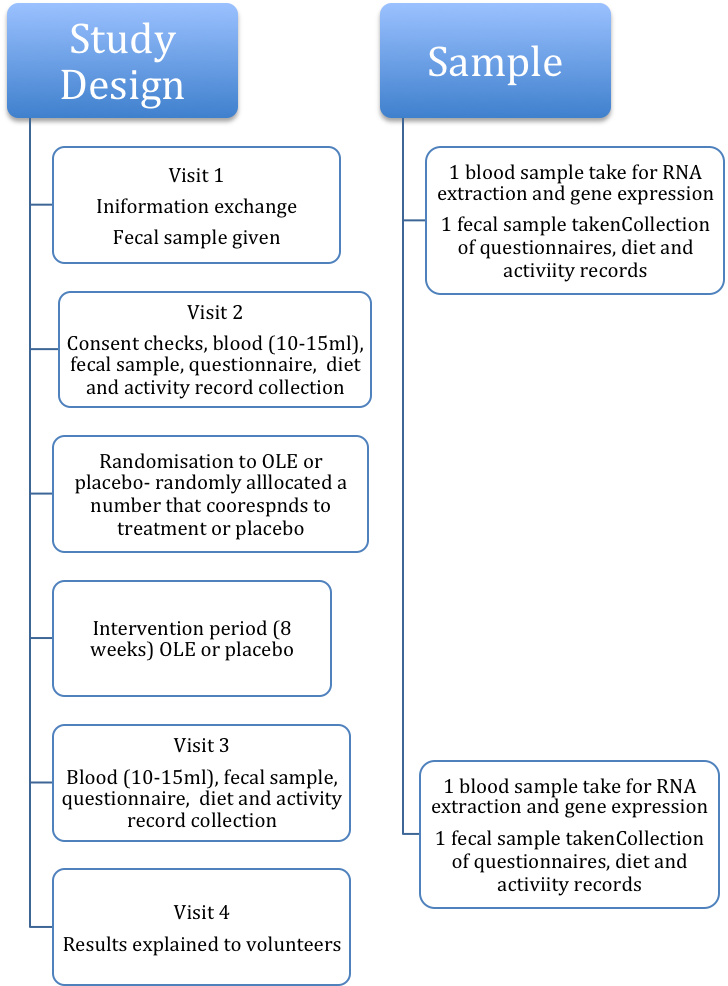 Study
Design
Visit 1
Iniformation exchange
Fecal sample given
Visit 2
Consent checks, blood (10-15ml),
fecal sample, questionnaire, diet
and activity record collection
Randomisation to OLE or
placebo- randomly alllocated a
number that coorespnds to
treatment or placebo
Intervention period (8
weeks) OLE or placebo
Visit 3
Blood (10-15ml), fecal sample,
questionnaire, diet and activity
record collection
Visit 4
Results explained to volunteers
Sample
1 blood sample take for RNA
extraction and gene expression
1 fecal sample takenCollection
of questionnaires, diet and
activiity records
1 blood sample take for RNA
extraction and gene expression
1 fecal sample takenCollection
of questionnaires, diet and
activiity records